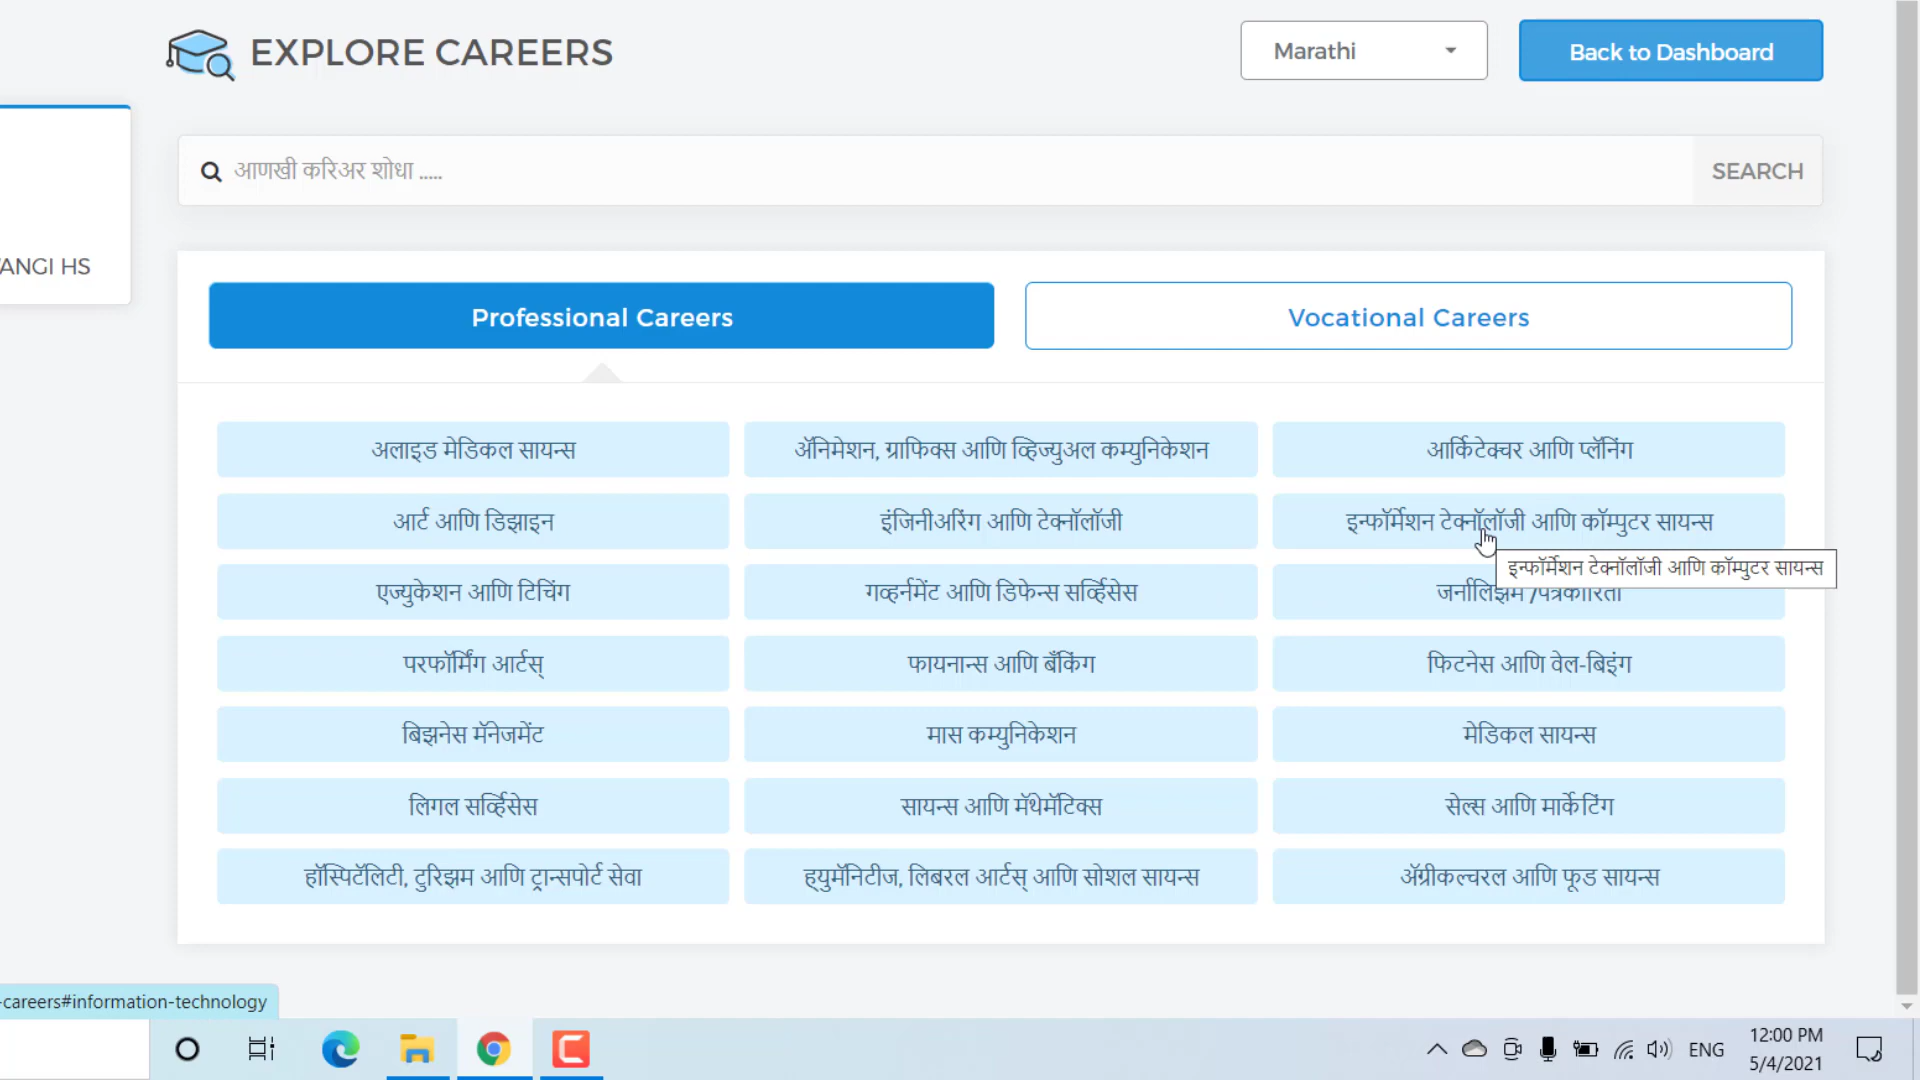 EXPLORE CAREERS
Marathi
Back to Dashboard
आणखी करिअर शोधा .....
SEARCH
ANGI HS
Professional Careers
Vocational Careers
अलाइड मेडिकल सायन्स
ॲनिमेशन, ग्राफिक्स आणि व्हिज्युअल कम्युनिकेशन
आर्किटेक्चर आणि प्लॅनिंग
आर्ट आणि डिझाइन
इंजिनीअरिंग आणि टेक्नॉलॉजी
इन्फॉर्मेशन टेक्नॉलॉजी आणि कॉम्पुटर सायन्स
इन्फॉर्मेशन टेक्नॉलॉजी आणि कॉम्पुटर सायन्स
एज्युकेशन आणि टिचिंग
गव्हर्नमेंट आणि डिफेन्स सर्व्हिसेस
जर्नालिझम /पत्रकारिता
परफॉर्मिंग आर्टस्
फायनान्स आणि बँकिंग
फिटनेस आणि वेल-बिइंग
बिझनेस मॅनेजमेंट
मास कम्युनिकेशन
मेडिकल सायन्स
लिगल सर्व्हिसेस
सायन्स आणि मॅथेमॅटिक्स
सेल्स आणि मार्केटिंग
हॉस्पिटॅलिटी, टुरिझम आणि ट्रान्सपोर्ट सेवा
ह्युमॅनिटीज, लिबरल आर्टस् आणि सोशल सायन्स
ॲग्रीकल्चरल आणि फूड सायन्स
-careers#information-technology
ENG
12:00 PM
5/4/2021